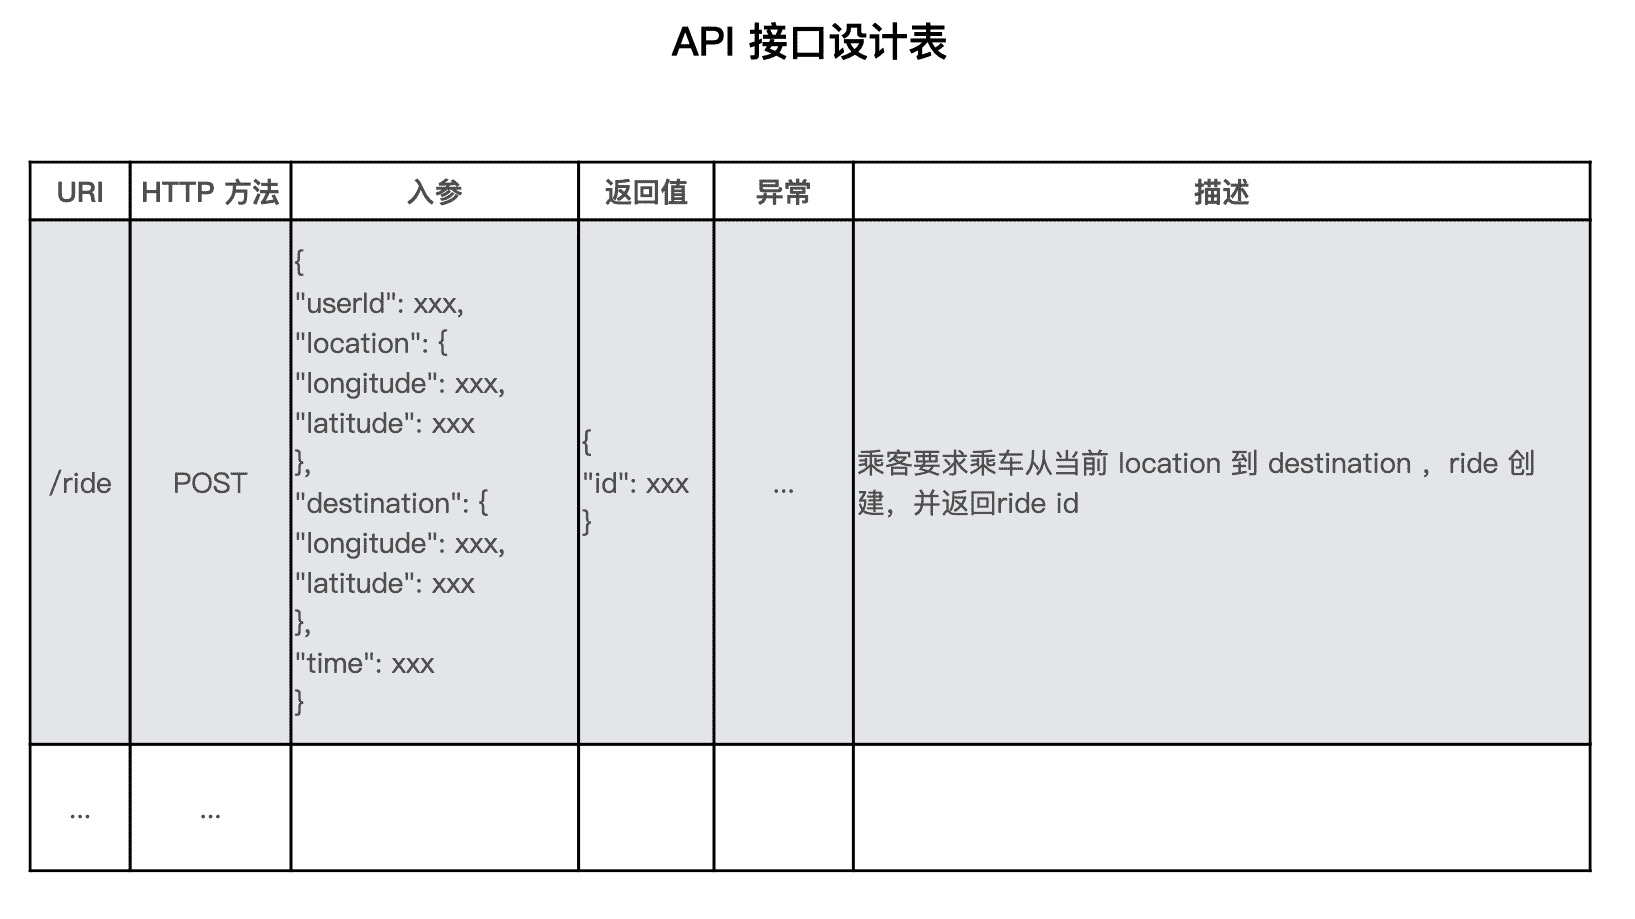 API 接口设计表
URI
HTTP 方法
入参
返回值
异常
描述
/ride
POST
{
"userId": xxx,
"location": {
"longitude": xxx,
"latitude": xxx
},
"destination": {
"longitude": xxx,
"latitude": xxx
},
"time": xxx
}
{
"id": xxx
}
...
乘客要求乘车从当前 location 到 destination ，ride 创
建，并返回ride id
...
...